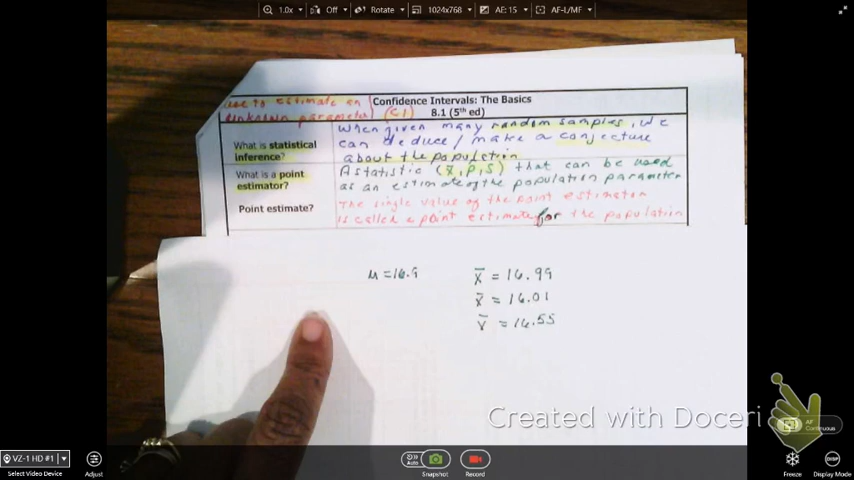 1.0x Off Rotate 1024x768 AE: 15 AF-L/MF
use to estimate an
unknown parameter (C.I)
Confidence Intervals: The Basics
8.1 (5th ed)
What is statistical
inference?
When given many random samples, we
can deduce/make a conjecture
about the population
What is a point
estimator?
A statistic (x̄, p, s) that can be used
as an estimate of the population parameter
Point estimate?
The single value of the point estimator
is called a point estimate for the population
μ = 16.9
x̄ = 16.99
x̄ = 16.01
x̄ = 16.55
Created with Doceri
AF
Continuous
VZ-1 HD #1
Select Video Device
Adjust
Auto
Snapshot
Record
Freeze
Display Mode